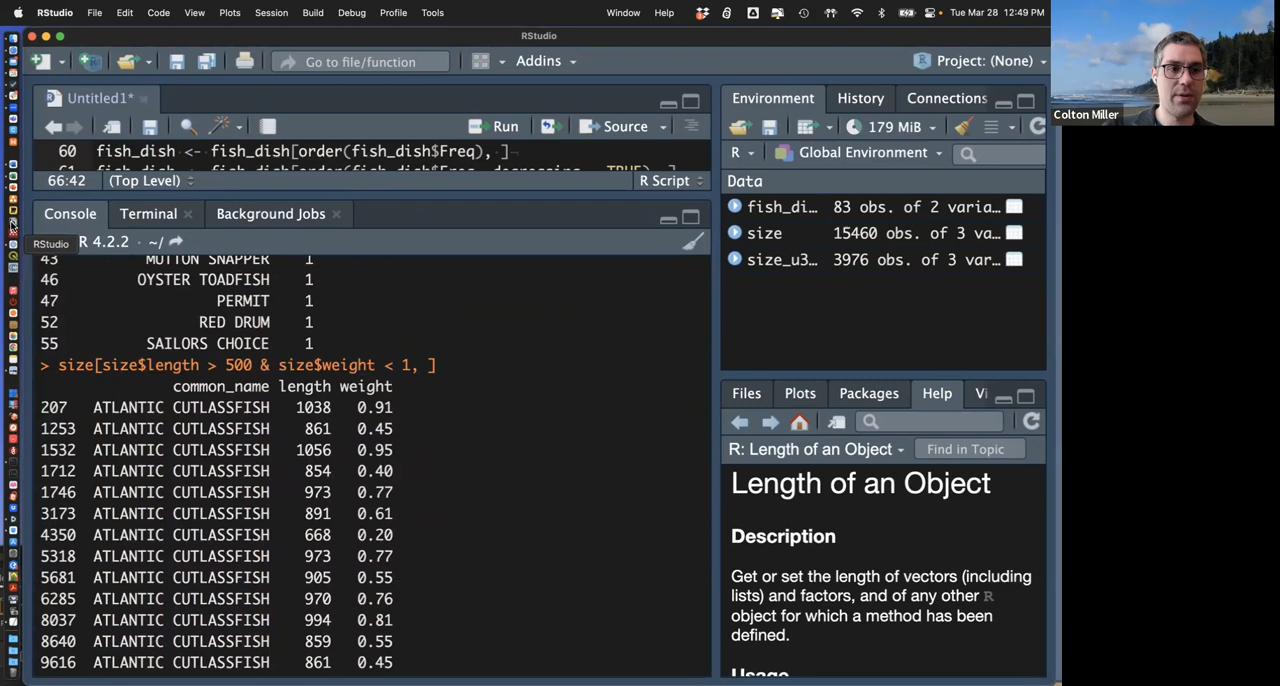 RStudio File Edit Code View Plots Session Build Debug Profile Tools Window Help Tue Mar 28 12:49 PM
RStudio
Go to file/function Addins Project: (None)
Untitled1*
Run Source
60 fish_dish <- fish_dish[order(fish_dish$Freq), ]
66:42 (Top Level) R Script
Console Terminal Background Jobs
RStudio R 4.2.2 · ~/
43 MUTTON SNAPPER 1
46 OYSTER TOADFISH 1
47 PERMIT 1
52 RED DRUM 1
55 SAILORS CHOICE 1
> size[size$length > 500 & size$weight < 1, ]
common_name length weight
207 ATLANTIC CUTLASSFISH 1038 0.91
1253 ATLANTIC CUTLASSFISH 861 0.45
1532 ATLANTIC CUTLASSFISH 1056 0.95
1712 ATLANTIC CUTLASSFISH 854 0.40
1746 ATLANTIC CUTLASSFISH 973 0.77
3173 ATLANTIC CUTLASSFISH 891 0.61
4350 ATLANTIC CUTLASSFISH 668 0.20
5318 ATLANTIC CUTLASSFISH 973 0.77
5681 ATLANTIC CUTLASSFISH 905 0.55
6285 ATLANTIC CUTLASSFISH 970 0.76
8037 ATLANTIC CUTLASSFISH 994 0.81
8640 ATLANTIC CUTLASSFISH 859 0.55
9616 ATLANTIC CUTLASSFISH 861 0.45
Environment History Connections
179 MiB
R Global Environment
Data
fish_di… 83 obs. of 2 varia…
size 15460 obs. of 3 va…
size_u3… 3976 obs. of 3 var…
Files Plots Packages Help Vi
R: Length of an Object Find in Topic
Length of an Object
Description
Get or set the length of vectors (including
lists) and factors, and of any other R
object for which a method has been
defined.
Usage
Colton Miller